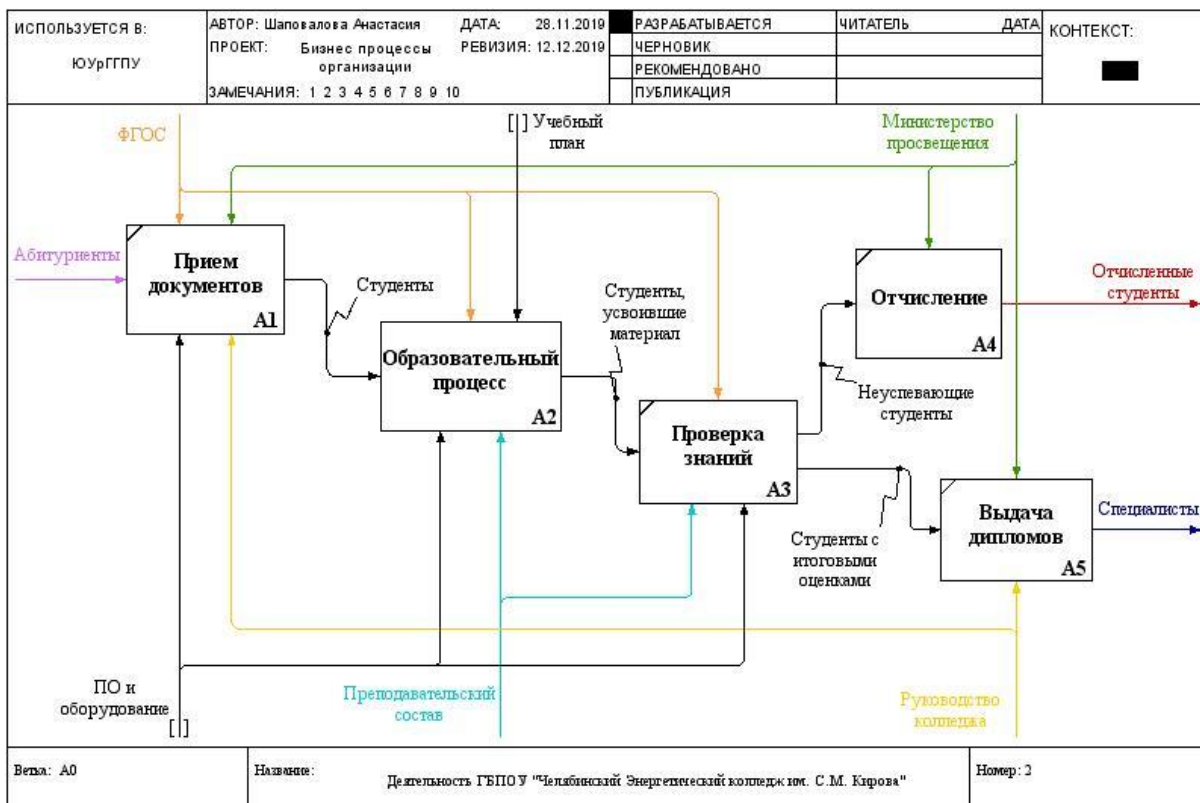 ИСПОЛЬЗУЕТСЯ В:
ЮУрГГПУ
АВТОР: Шаповалова Анастасия
ДАТА: 28.11.2019
ПРОЕКТ: Бизнес процессы
организации
РЕВИЗИЯ: 12.12.2019
ЗАМЕЧАНИЯ: 1 2 3 4 5 6 7 8 9 10
РАЗРАБАТЫВАЕТСЯ
ЧЕРНОВИК
РЕКОМЕНДОВАНО
ПУБЛИКАЦИЯ
ЧИТАТЕЛЬ
ДАТА
КОНТЕКСТ:
ФГОС
[ ] Учебный
план
Министерство
просвещения
Абитуриенты
Прием
документов
A1
Студенты
Образовательный
процесс
A2
Студенты,
усвоившие
материал
Проверка
знаний
A3
Отчисление
A4
Отчисленные
студенты
Неуспевающие
студенты
Студенты с
итоговыми
оценками
Выдача
дипломов
A5
Специалисты
ПО и
оборудование
[ ]
Преподавательский
состав
Руководство
колледжа
Ветка: A0
Название:
Деятельность ГБПОУ "Челябинский Энергетический колледж им. С.М. Кирова"
Номер: 2